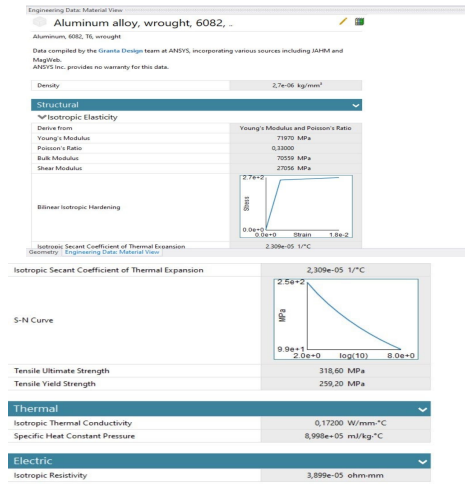 Engineering Data: Material View
Aluminum alloy, wrought, 6082, ..
Aluminum, 6082, T6, wrought
Data compiled by the Granta Design team at ANSYS, incorporating various sources including JAHM and
MagWeb.
ANSYS Inc. provides no warranty for this data.
Density 2,7e-06 kg/mm³
Structural
Isotropic Elasticity
Derive from Young's Modulus and Poisson's Ratio
Young's Modulus 71970 MPa
Poisson's Ratio 0,33000
Bulk Modulus 70559 MPa
Shear Modulus 27056 MPa
Bilinear Isotropic Hardening
2.7e+2
Stress
0.0e+0
0.0e+0 Strain 1.8e-2
Isotropic Secant Coefficient of Thermal Expansion 2,309e-05 1/°C
Geometry Engineering Data: Material View
Isotropic Secant Coefficient of Thermal Expansion 2,309e-05 1/°C
S-N Curve
2.5e+2
MPa
9.9e+1
2.0e+0 log(10) 8.0e+0
Tensile Ultimate Strength 318,60 MPa
Tensile Yield Strength 259,20 MPa
Thermal
Isotropic Thermal Conductivity 0,17200 W/mm·°C
Specific Heat Constant Pressure 8,998e+05 mJ/kg·°C
Electric
Isotropic Resistivity 3,899e-05 ohm·mm